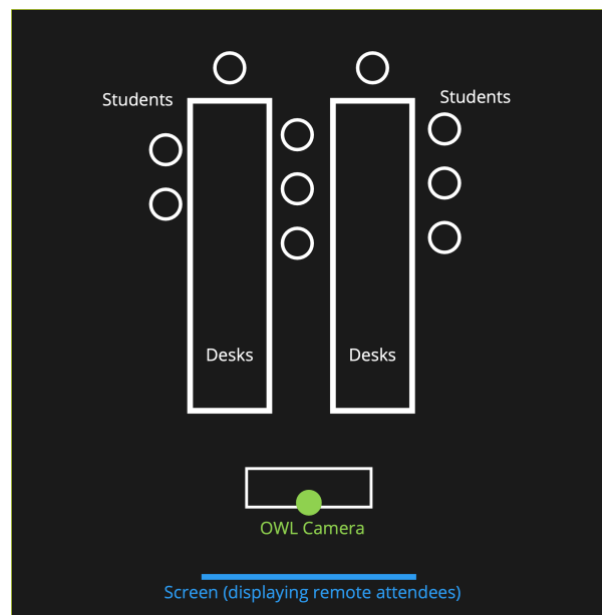 Students
Students
Desks
Desks
OWL Camera
Screen (displaying remote attendees)